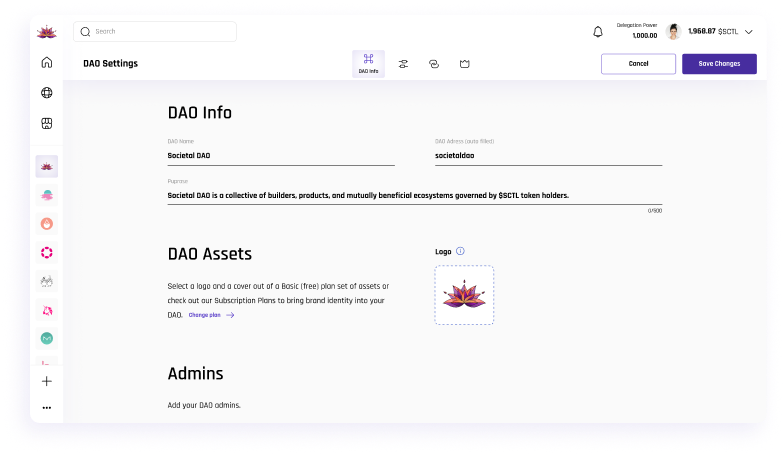 Search
Delegation Power
1,000.00
1,968.87 $SCTL
DAO Settings
DAO Info
Cancel
Save Changes
DAO Info
DAO Name
Societal DAO
DAO Adress (auto filled)
societaldao
Puprose
Societal DAO is a collective of builders, products, and mutually beneficial ecosystems governed by $SCTL token holders.
0/500
DAO Assets
Logo
Select a logo and a cover out of a Basic (free) plan set of assets or
check out our Subscription Plans to bring brand identity into your
DAO. Change plan
Admins
Add your DAO admins.